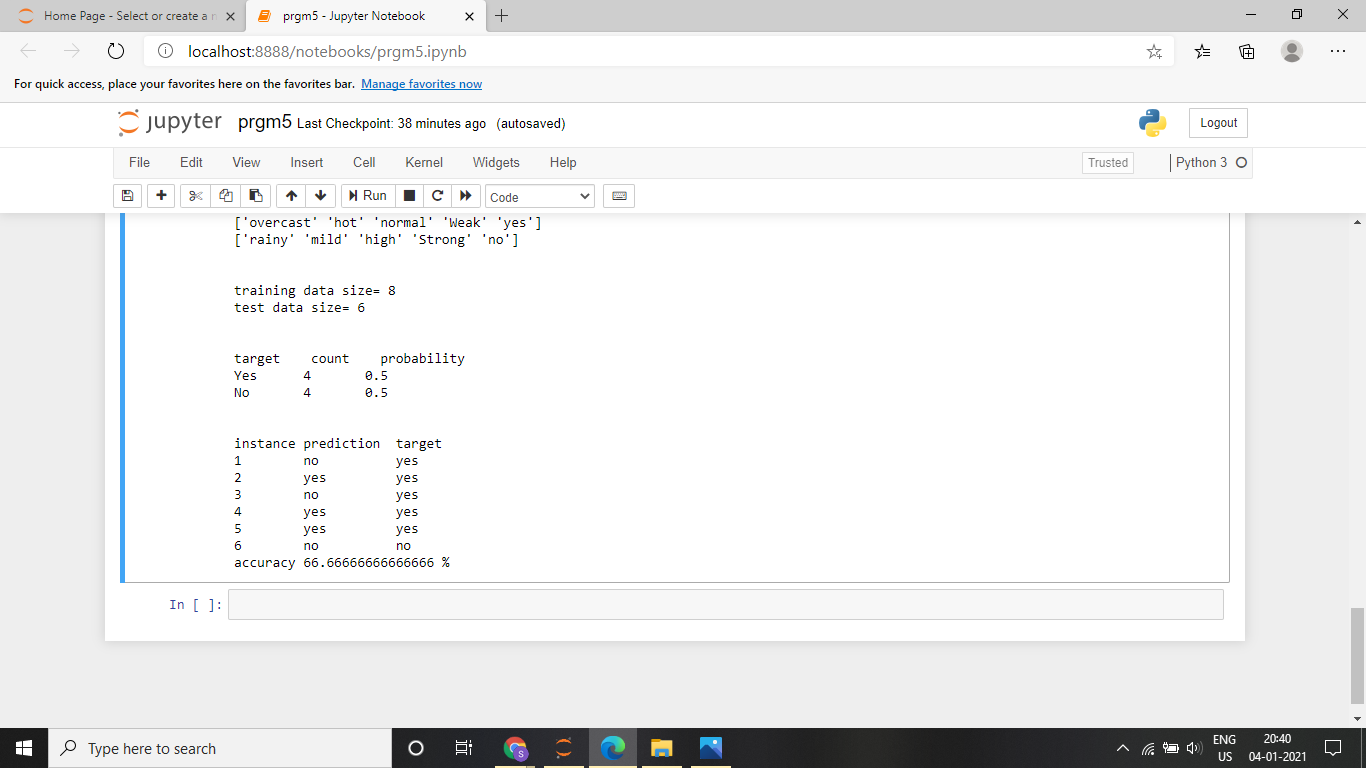 Home Page - Select or create a n
prgm5 - Jupyter Notebook
localhost:8888/notebooks/prgm5.ipynb
For quick access, place your favorites here on the favorites bar. Manage favorites now
jupyter prgm5 Last Checkpoint: 38 minutes ago (autosaved)
Logout
File Edit View Insert Cell Kernel Widgets Help
Trusted
Python 3
Run
Code
['overcast' 'hot' 'normal' 'Weak' 'yes']
['rainy' 'mild' 'high' 'Strong' 'no']
training data size= 8
test data size= 6
target count probability
Yes 4 0.5
No 4 0.5
instance prediction target
1 no yes
2 yes yes
3 no yes
4 yes yes
5 yes yes
6 no no
accuracy 66.66666666666666 %
In [ ]:
Type here to search
S
ENG
US
20:40
04-01-2021